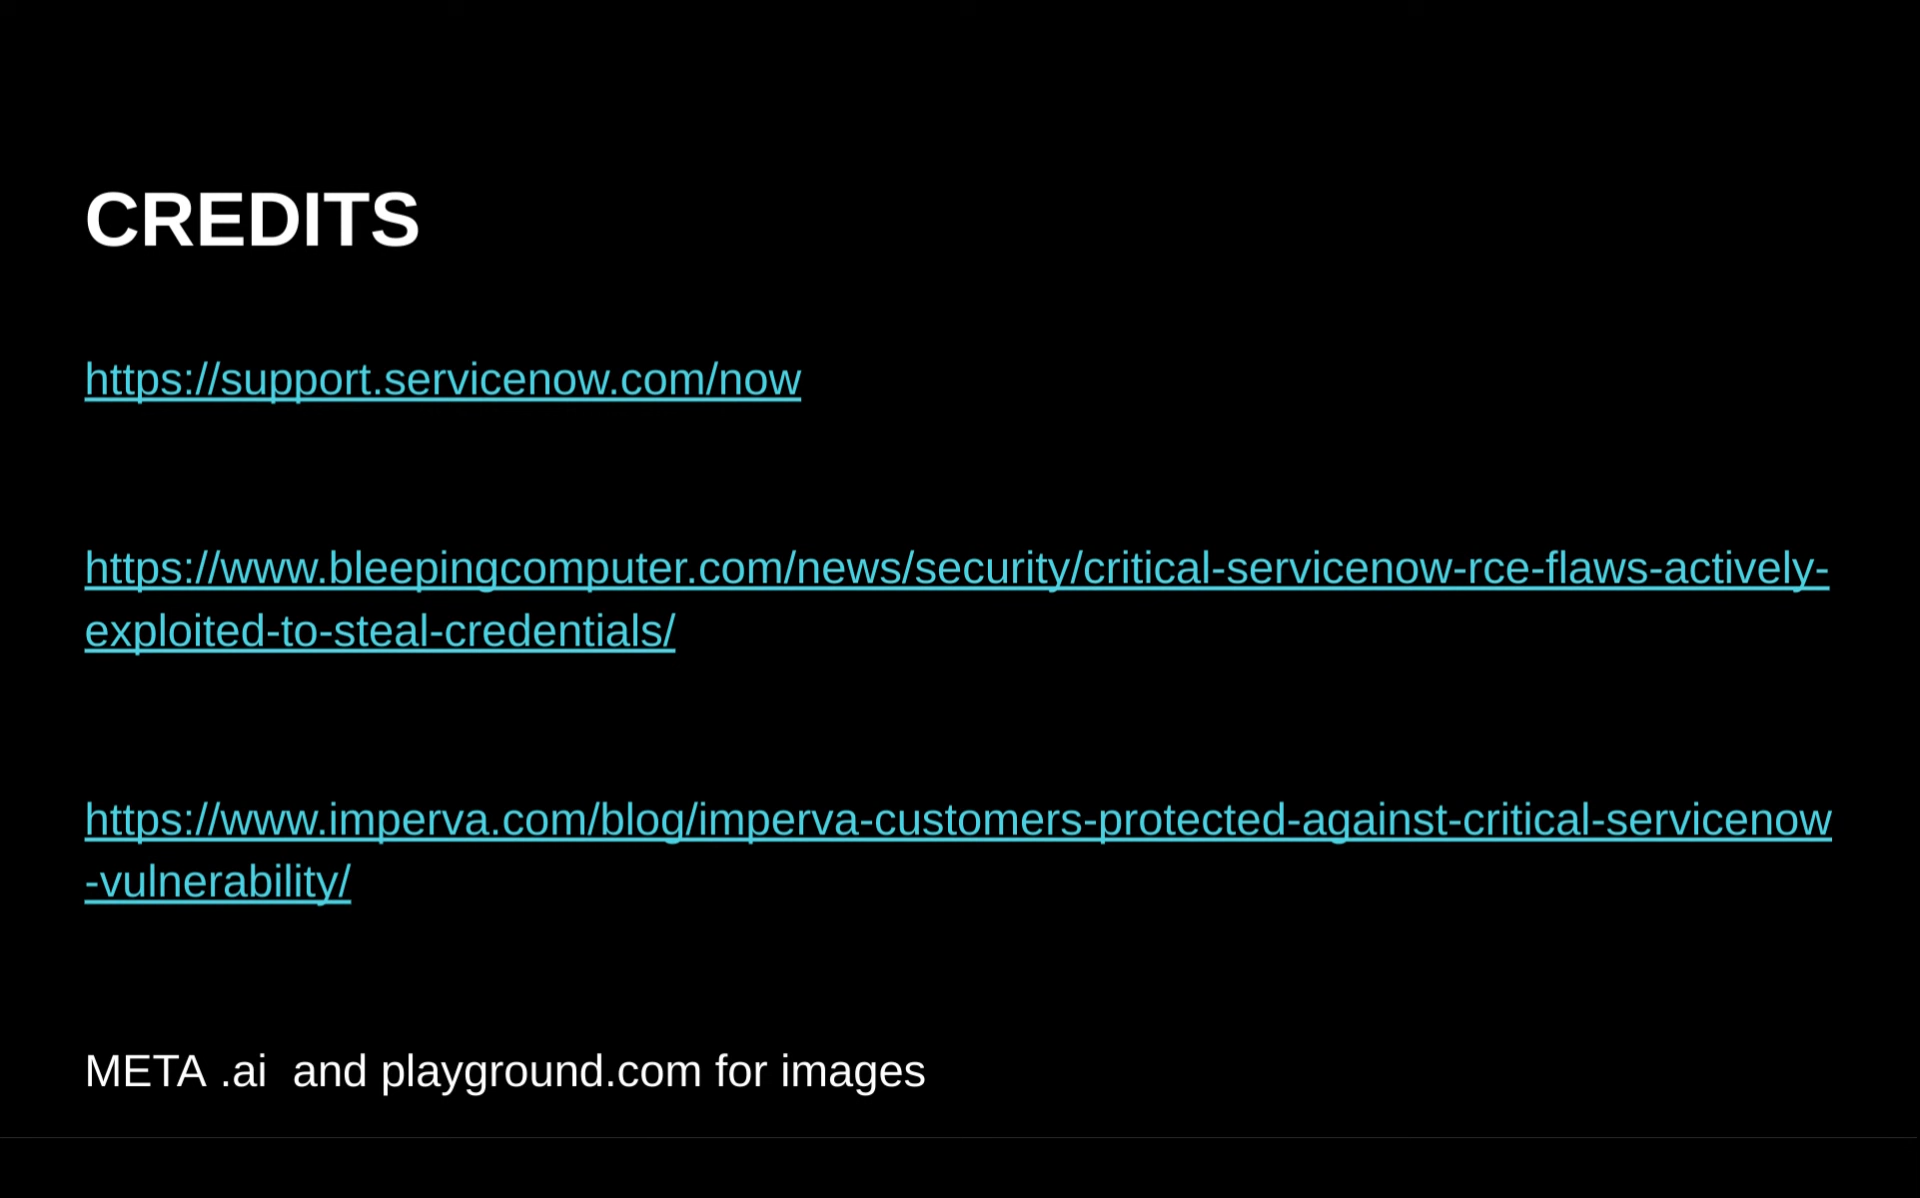 CREDITS
https://support.servicenow.com/now
https://www.bleepingcomputer.com/news/security/critical-servicenow-rce-flaws-actively-
exploited-to-steal-credentials/
https://www.imperva.com/blog/imperva-customers-protected-against-critical-servicenow
-vulnerability/
META .ai  and playground.com for images